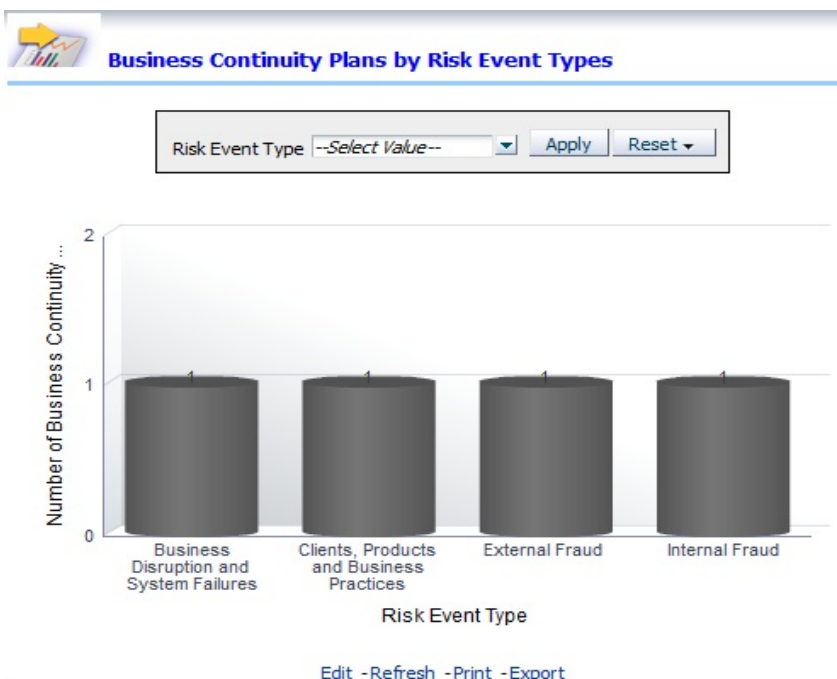 Business Continuity Plans by Risk Event Types
Risk Event Type --Select Value-- Apply Reset
2
1
0
Number of Business Continuity ...
1 1 1 1
Business Disruption and System Failures
Clients, Products and Business Practices
External Fraud
Internal Fraud
Risk Event Type
Edit -Refresh -Print -Export